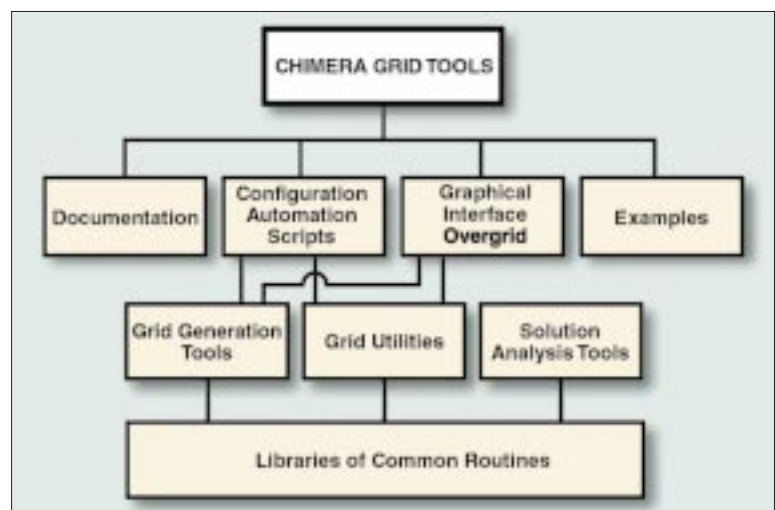 CHIMERA GRID TOOLS
Documentation
Configuration
Automation
Scripts
Graphical
Interface
Overgrid
Examples
Grid Generation
Tools
Grid Utilities
Solution
Analysis Tools
Libraries of Common Routines